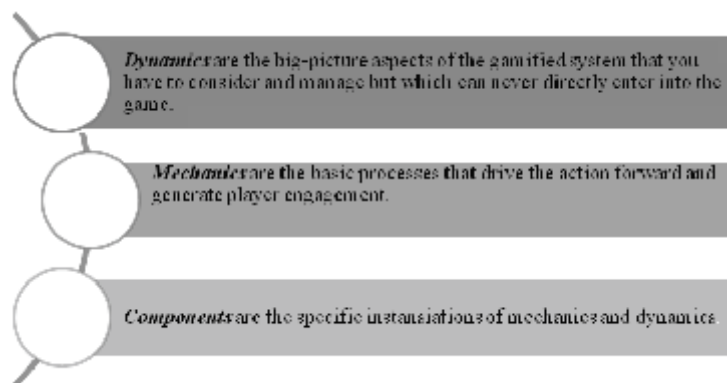 Dynamics are the big-picture aspects of the gamified system that you
have to consider and manage but which can never directly enter into the
game.
Mechanics are the basic processes that drive the action forward and
generate player engagement.
Components are the specific instansiations of mechanics and dynamics